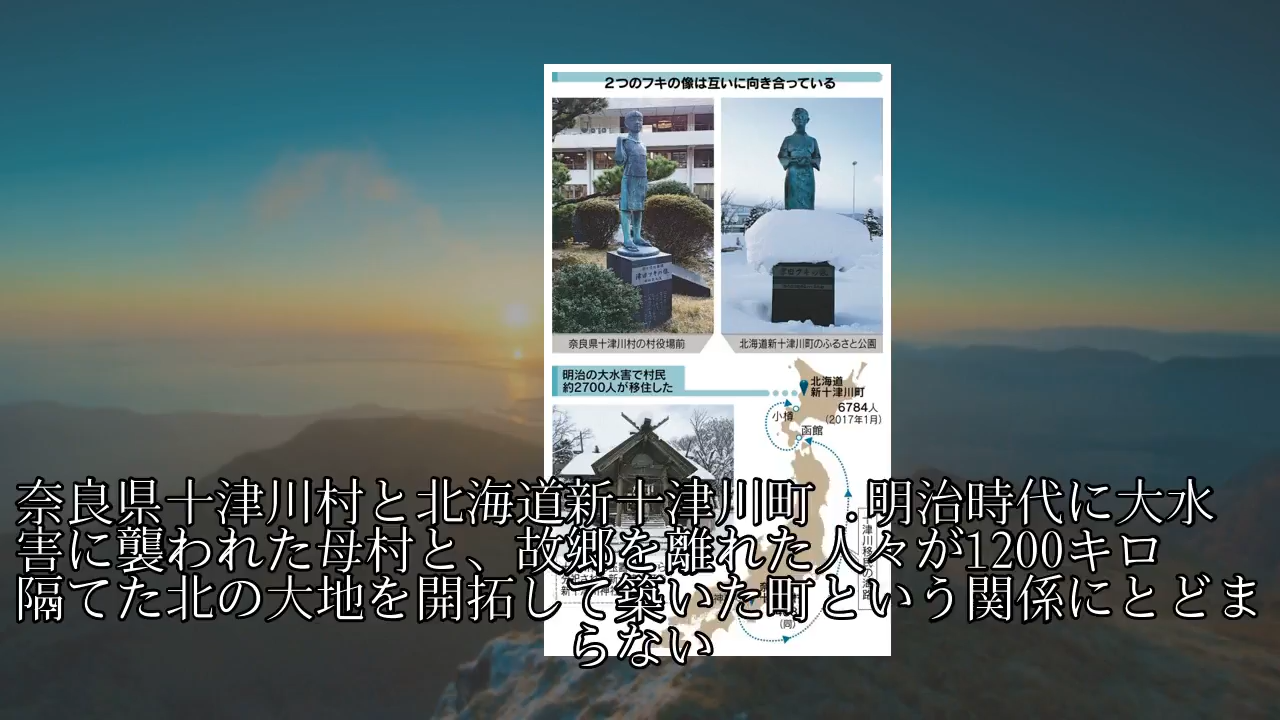 2つのフキの像は互いに向き合っている
奈良県十津川村の村役場前
北海道新十津川町のふるさと公園
明治の大水害で村民
約2700人が移住した
北海道
新十津川町
6784人
(2017年1月)
小樽
函館
奈良県十津川村と北海道新十津川町 .明治時代に大水
害に襲われた母村と、故郷を離れた人々が1200キロ
隔てた北の大地を開拓して築いた町という関係にとどま
らない
(同)